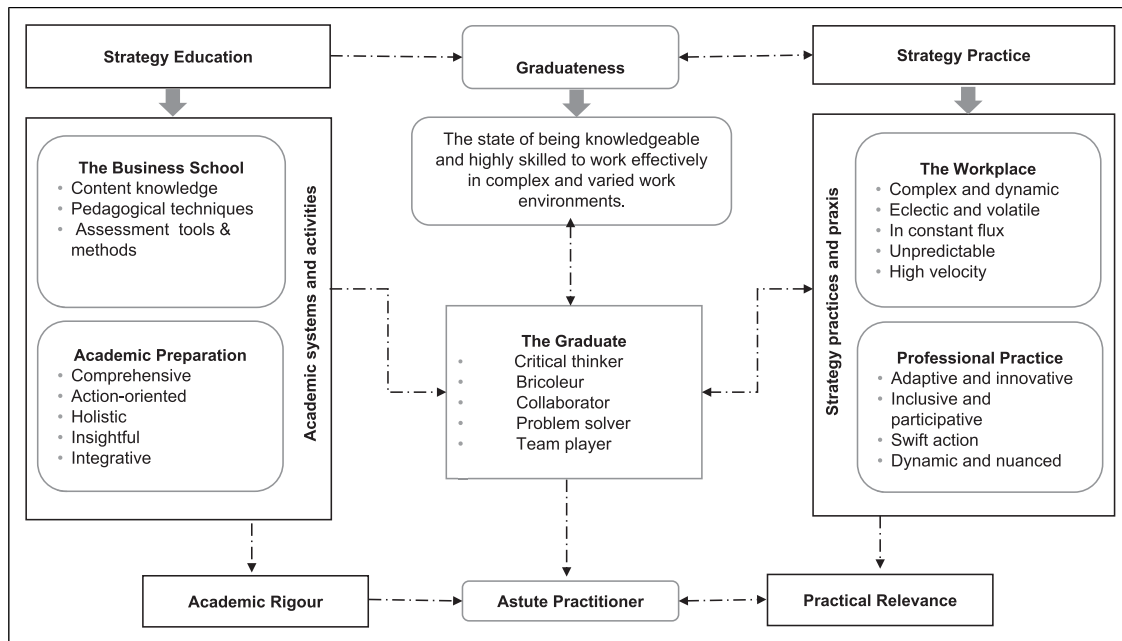 Strategy Education
Graduateness
Strategy Practice
The Business School
• Content knowledge
• Pedagogical techniques
• Assessment tools &
methods
Academic Preparation
• Comprehensive
• Action-oriented
• Holistic
• Insightful
• Integrative
Academic systems and activities
The state of being knowledgeable
and highly skilled to work effectively
in complex and varied work
environments.
The Graduate
• Critical thinker
• Bricoleur
• Collaborator
• Problem solver
• Team player
Strategy practices and praxis
The Workplace
• Complex and dynamic
• Eclectic and volatile
• In constant flux
• Unpredictable
• High velocity
Professional Practice
• Adaptive and innovative
• Inclusive and
participative
• Swift action
• Dynamic and nuanced
Academic Rigour
Astute Practitioner
Practical Relevance